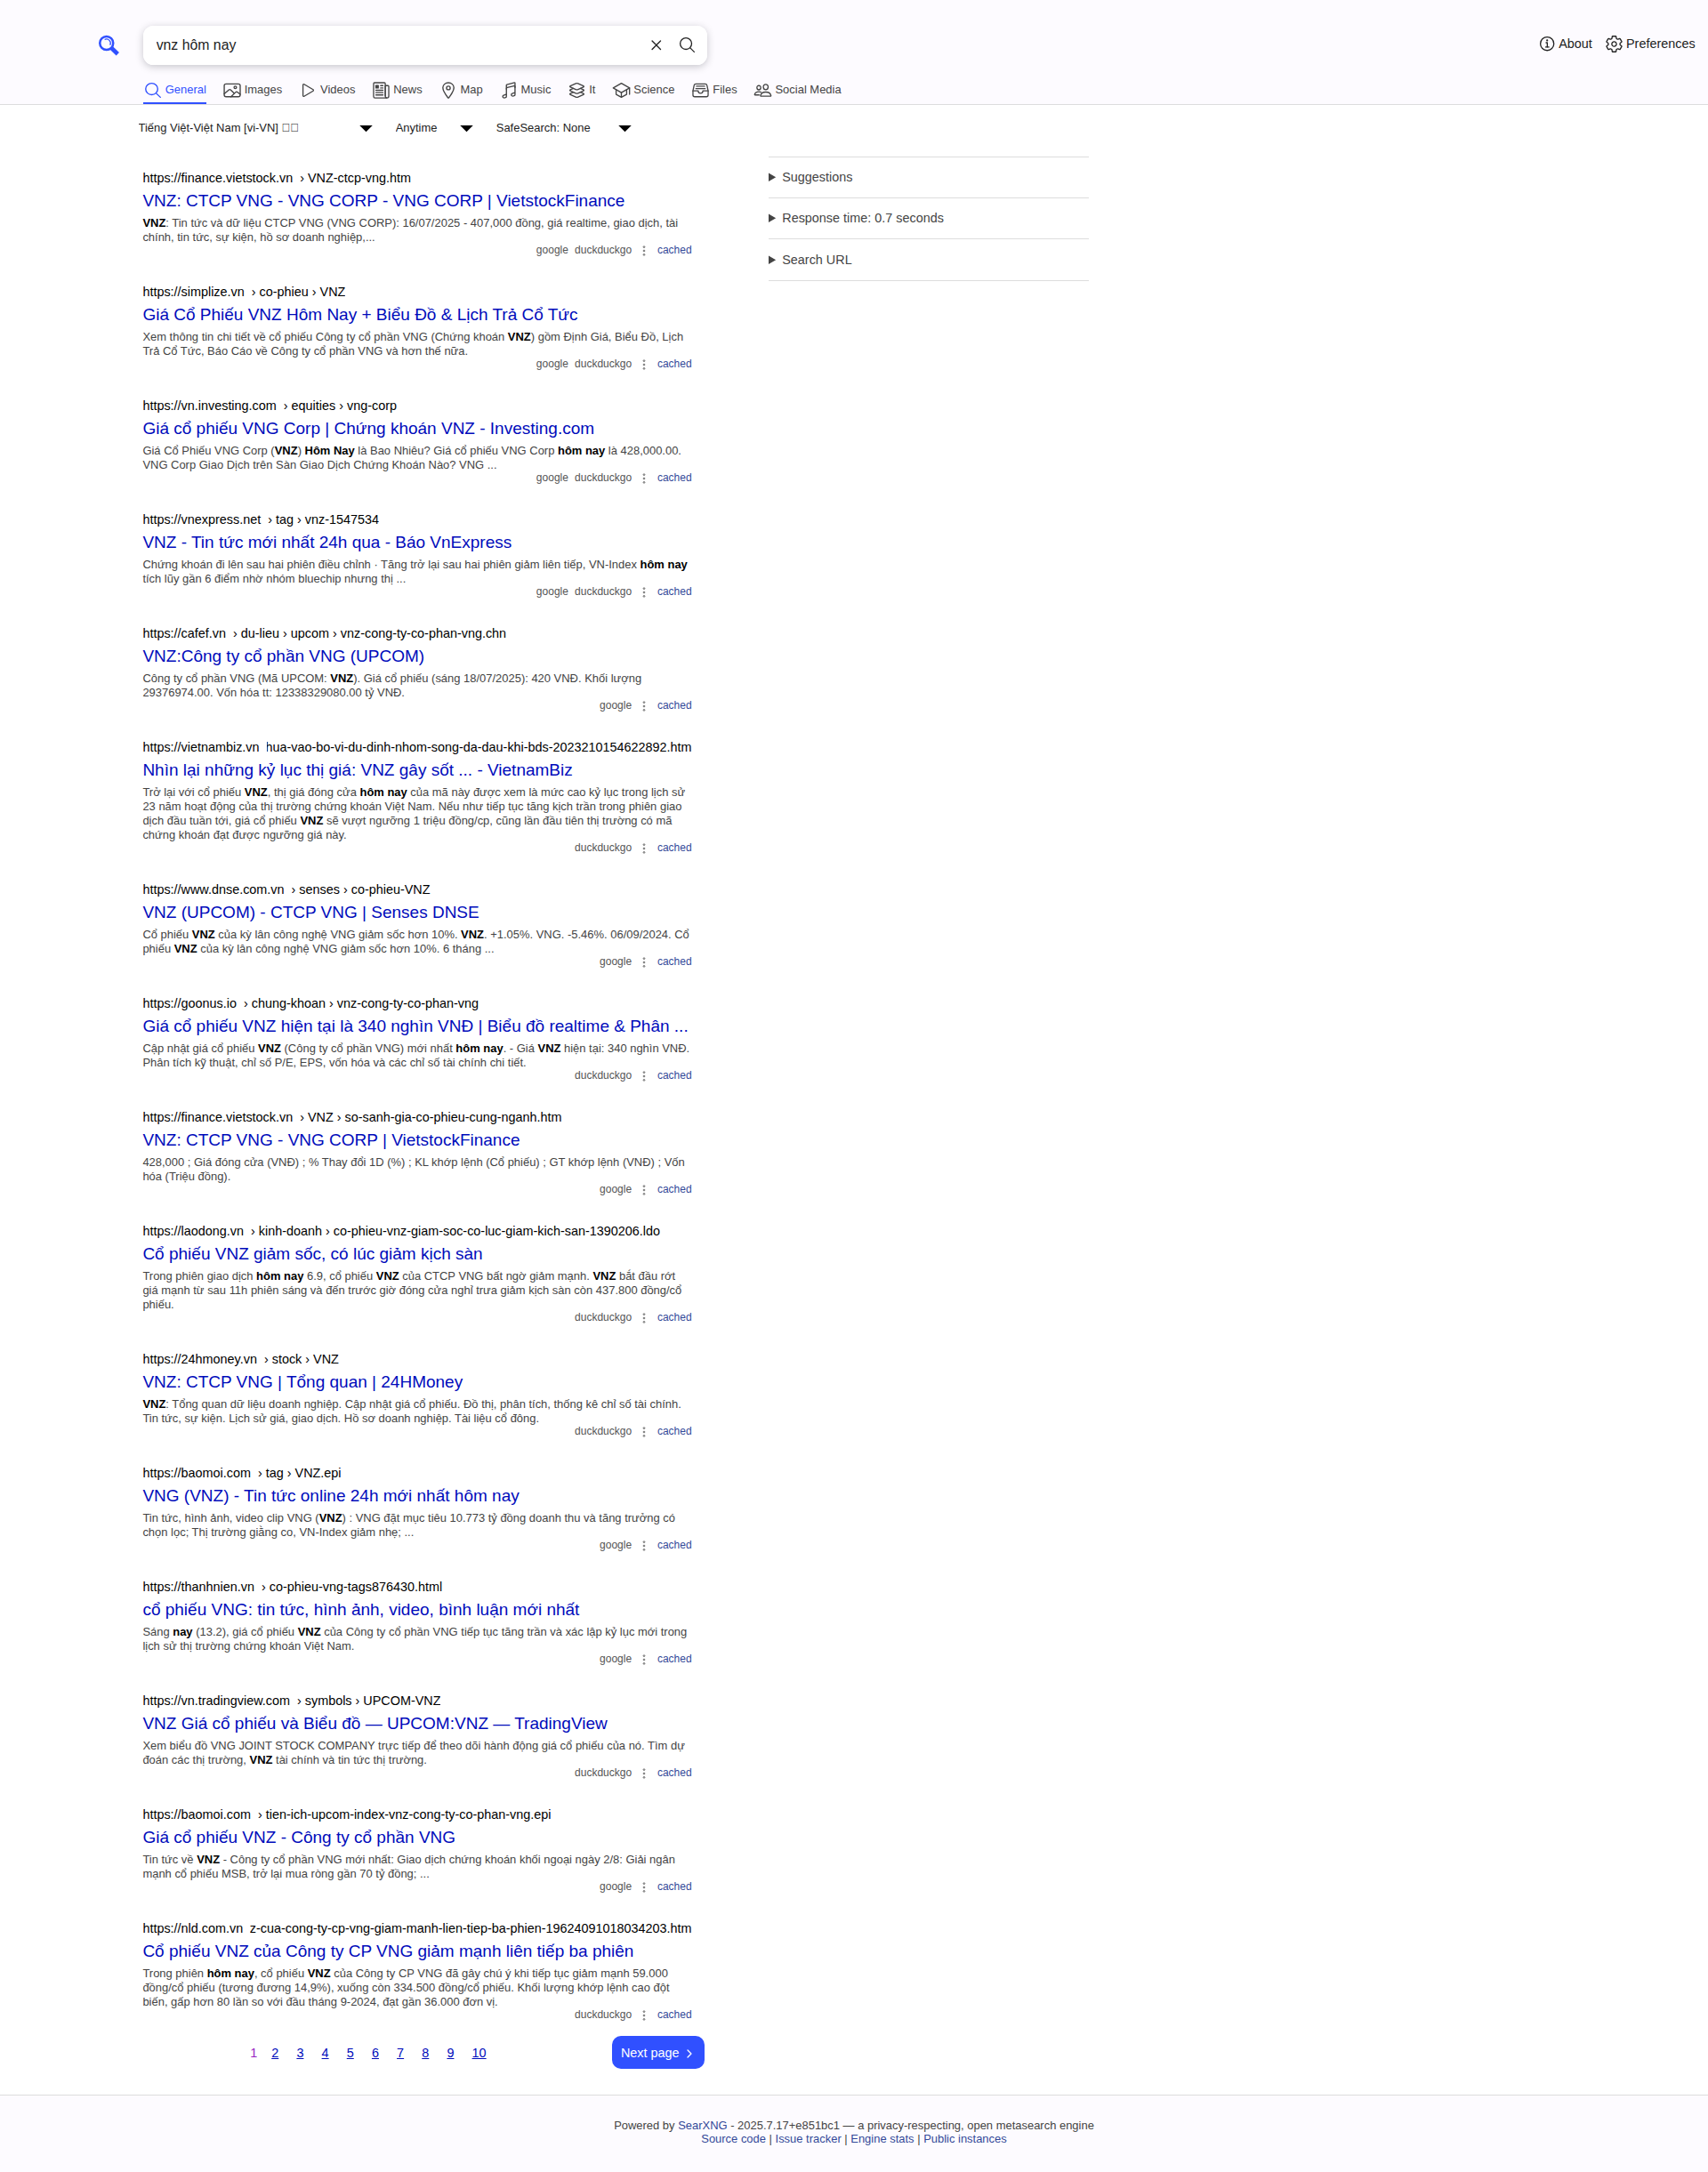 vnz hôm nay
About
Preferences
General
Images
Videos
News
Map
Music
It
Science
Files
Social Media
Tiếng Việt-Việt Nam [vi-VN]
Anytime
SafeSearch: None
https://finance.vietstock.vn › VNZ-ctcp-vng.htm
VNZ: CTCP VNG - VNG CORP - VNG CORP | VietstockFinance
VNZ: Tin tức và dữ liệu CTCP VNG (VNG CORP): 16/07/2025 - 407,000 đồng, giá realtime, giao dịch, tài
chính, tin tức, sự kiện, hồ sơ doanh nghiệp,...
google duckduckgo cached
https://simplize.vn › co-phieu › VNZ
Giá Cổ Phiếu VNZ Hôm Nay + Biểu Đồ & Lịch Trả Cổ Tức
Xem thông tin chi tiết về cổ phiếu Công ty cổ phần VNG (Chứng khoán VNZ) gồm Định Giá, Biểu Đồ, Lịch
Trả Cổ Tức, Báo Cáo về Công ty cổ phần VNG và hơn thế nữa.
google duckduckgo cached
https://vn.investing.com › equities › vng-corp
Giá cổ phiếu VNG Corp | Chứng khoán VNZ - Investing.com
Giá Cổ Phiếu VNG Corp (VNZ) Hôm Nay là Bao Nhiêu? Giá cổ phiếu VNG Corp hôm nay là 428,000.00.
VNG Corp Giao Dịch trên Sàn Giao Dịch Chứng Khoán Nào? VNG ...
google duckduckgo cached
https://vnexpress.net › tag › vnz-1547534
VNZ - Tin tức mới nhất 24h qua - Báo VnExpress
Chứng khoán đi lên sau hai phiên điều chỉnh · Tăng trở lại sau hai phiên giảm liên tiếp, VN-Index hôm nay
tích lũy gần 6 điểm nhờ nhóm bluechip nhưng thị ...
google duckduckgo cached
https://cafef.vn › du-lieu › upcom › vnz-cong-ty-co-phan-vng.chn
VNZ:Công ty cổ phần VNG (UPCOM)
Công ty cổ phần VNG (Mã UPCOM: VNZ). Giá cổ phiếu (sáng 18/07/2025): 420 VNĐ. Khối lượng
29376974.00. Vốn hóa tt: 12338329080.00 tỷ VNĐ.
google cached
https://vietnambiz.vn hua-vao-bo-vi-du-dinh-nhom-song-da-dau-khi-bds-2023210154622892.htm
Nhìn lại những kỷ lục thị giá: VNZ gây sốt ... - VietnamBiz
Trở lại với cổ phiếu VNZ, thị giá đóng cửa hôm nay của mã này được xem là mức cao kỷ lục trong lịch sử
23 năm hoạt động của thị trường chứng khoán Việt Nam. Nếu như tiếp tục tăng kịch trần trong phiên giao
dịch đầu tuần tới, giá cổ phiếu VNZ sẽ vượt ngưỡng 1 triệu đồng/cp, cũng lần đầu tiên thị trường có mã
chứng khoán đạt được ngưỡng giá này.
duckduckgo cached
https://www.dnse.com.vn › senses › co-phieu-VNZ
VNZ (UPCOM) - CTCP VNG | Senses DNSE
Cổ phiếu VNZ của kỳ lân công nghệ VNG giảm sốc hơn 10%. VNZ. +1.05%. VNG. -5.46%. 06/09/2024. Cổ
phiếu VNZ của kỳ lân công nghệ VNG giảm sốc hơn 10%. 6 tháng ...
google cached
https://goonus.io › chung-khoan › vnz-cong-ty-co-phan-vng
Giá cổ phiếu VNZ hiện tại là 340 nghìn VNĐ | Biểu đồ realtime & Phân ...
Cập nhật giá cổ phiếu VNZ (Công ty cổ phần VNG) mới nhất hôm nay. - Giá VNZ hiện tại: 340 nghìn VNĐ.
Phân tích kỹ thuật, chỉ số P/E, EPS, vốn hóa và các chỉ số tài chính chi tiết.
duckduckgo cached
https://finance.vietstock.vn › VNZ › so-sanh-gia-co-phieu-cung-nganh.htm
VNZ: CTCP VNG - VNG CORP | VietstockFinance
428,000 ; Giá đóng cửa (VNĐ) ; % Thay đổi 1D (%) ; KL khớp lệnh (Cổ phiếu) ; GT khớp lệnh (VNĐ) ; Vốn
hóa (Triệu đồng).
google cached
https://laodong.vn › kinh-doanh › co-phieu-vnz-giam-soc-co-luc-giam-kich-san-1390206.ldo
Cổ phiếu VNZ giảm sốc, có lúc giảm kịch sàn
Trong phiên giao dịch hôm nay 6.9, cổ phiếu VNZ của CTCP VNG bất ngờ giảm mạnh. VNZ bắt đầu rớt
giá mạnh từ sau 11h phiên sáng và đến trước giờ đóng cửa nghỉ trưa giảm kịch sàn còn 437.800 đồng/cổ
phiếu.
duckduckgo cached
https://24hmoney.vn › stock › VNZ
VNZ: CTCP VNG | Tổng quan | 24HMoney
VNZ: Tổng quan dữ liệu doanh nghiệp. Cập nhật giá cổ phiếu. Đồ thị, phân tích, thống kê chỉ số tài chính.
Tin tức, sự kiện. Lịch sử giá, giao dịch. Hồ sơ doanh nghiệp. Tài liệu cổ đông.
duckduckgo cached
https://baomoi.com › tag › VNZ.epi
VNG (VNZ) - Tin tức online 24h mới nhất hôm nay
Tin tức, hình ảnh, video clip VNG (VNZ) : VNG đặt mục tiêu 10.773 tỷ đồng doanh thu và tăng trưởng có
chọn lọc; Thị trường giằng co, VN-Index giảm nhẹ; ...
google cached
https://thanhnien.vn › co-phieu-vng-tags876430.html
cổ phiếu VNG: tin tức, hình ảnh, video, bình luận mới nhất
Sáng nay (13.2), giá cổ phiếu VNZ của Công ty cổ phần VNG tiếp tục tăng trần và xác lập kỷ lục mới trong
lịch sử thị trường chứng khoán Việt Nam.
google cached
https://vn.tradingview.com › symbols › UPCOM-VNZ
VNZ Giá cổ phiếu và Biểu đồ — UPCOM:VNZ — TradingView
Xem biểu đồ VNG JOINT STOCK COMPANY trực tiếp để theo dõi hành động giá cổ phiếu của nó. Tìm dự
đoán các thị trường, VNZ tài chính và tin tức thị trường.
duckduckgo cached
https://baomoi.com › tien-ich-upcom-index-vnz-cong-ty-co-phan-vng.epi
Giá cổ phiếu VNZ - Công ty cổ phần VNG
Tin tức về VNZ - Công ty cổ phần VNG mới nhất: Giao dịch chứng khoán khối ngoại ngày 2/8: Giải ngân
mạnh cổ phiếu MSB, trở lại mua ròng gần 70 tỷ đồng; ...
google cached
https://nld.com.vn z-cua-cong-ty-cp-vng-giam-manh-lien-tiep-ba-phien-19624091018034203.htm
Cổ phiếu VNZ của Công ty CP VNG giảm mạnh liên tiếp ba phiên
Trong phiên hôm nay, cổ phiếu VNZ của Công ty CP VNG đã gây chú ý khi tiếp tục giảm mạnh 59.000
đồng/cổ phiếu (tương đương 14,9%), xuống còn 334.500 đồng/cổ phiếu. Khối lượng khớp lệnh cao đột
biến, gấp hơn 80 lần so với đầu tháng 9-2024, đạt gần 36.000 đơn vị.
duckduckgo cached
Suggestions
Response time: 0.7 seconds
Search URL
1 2 3 4 5 6 7 8 9 10
Next page
Powered by SearXNG - 2025.7.17+e851bc1 — a privacy-respecting, open metasearch engine
Source code | Issue tracker | Engine stats | Public instances